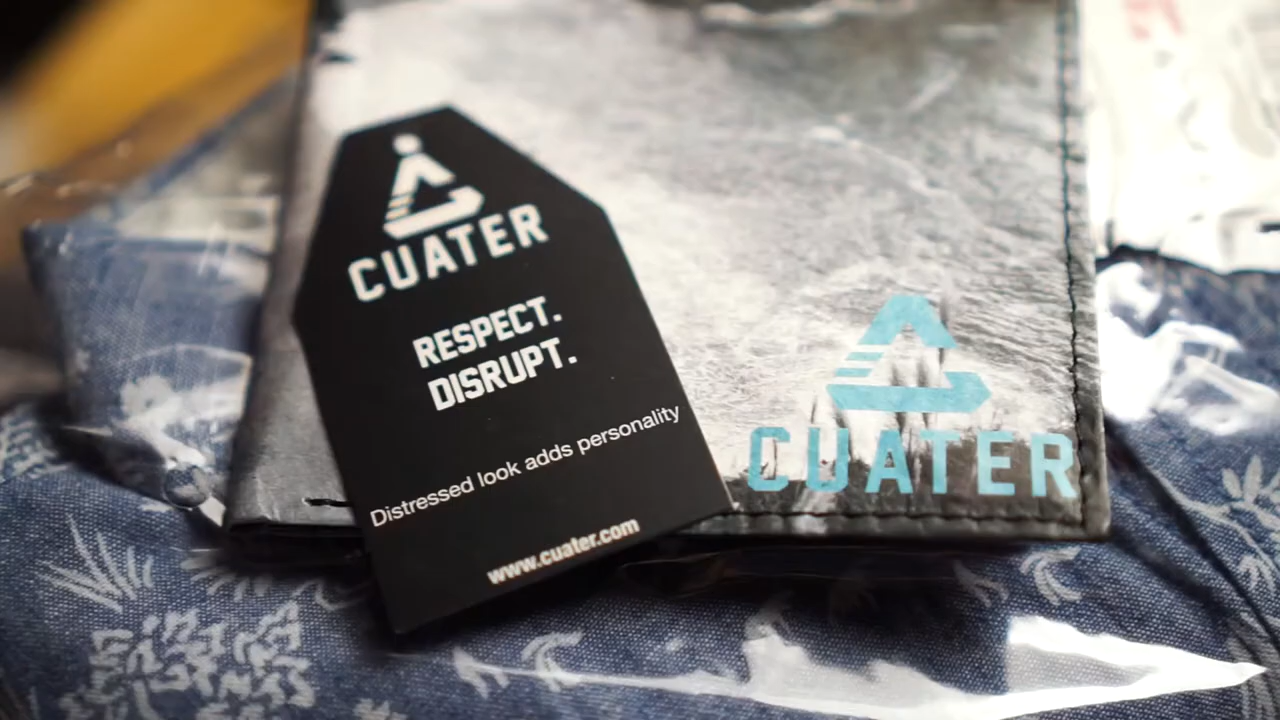 CUATER
RESPECT.
DISRUPT.
Distressed look adds personality
www.cuater.com
CUATER